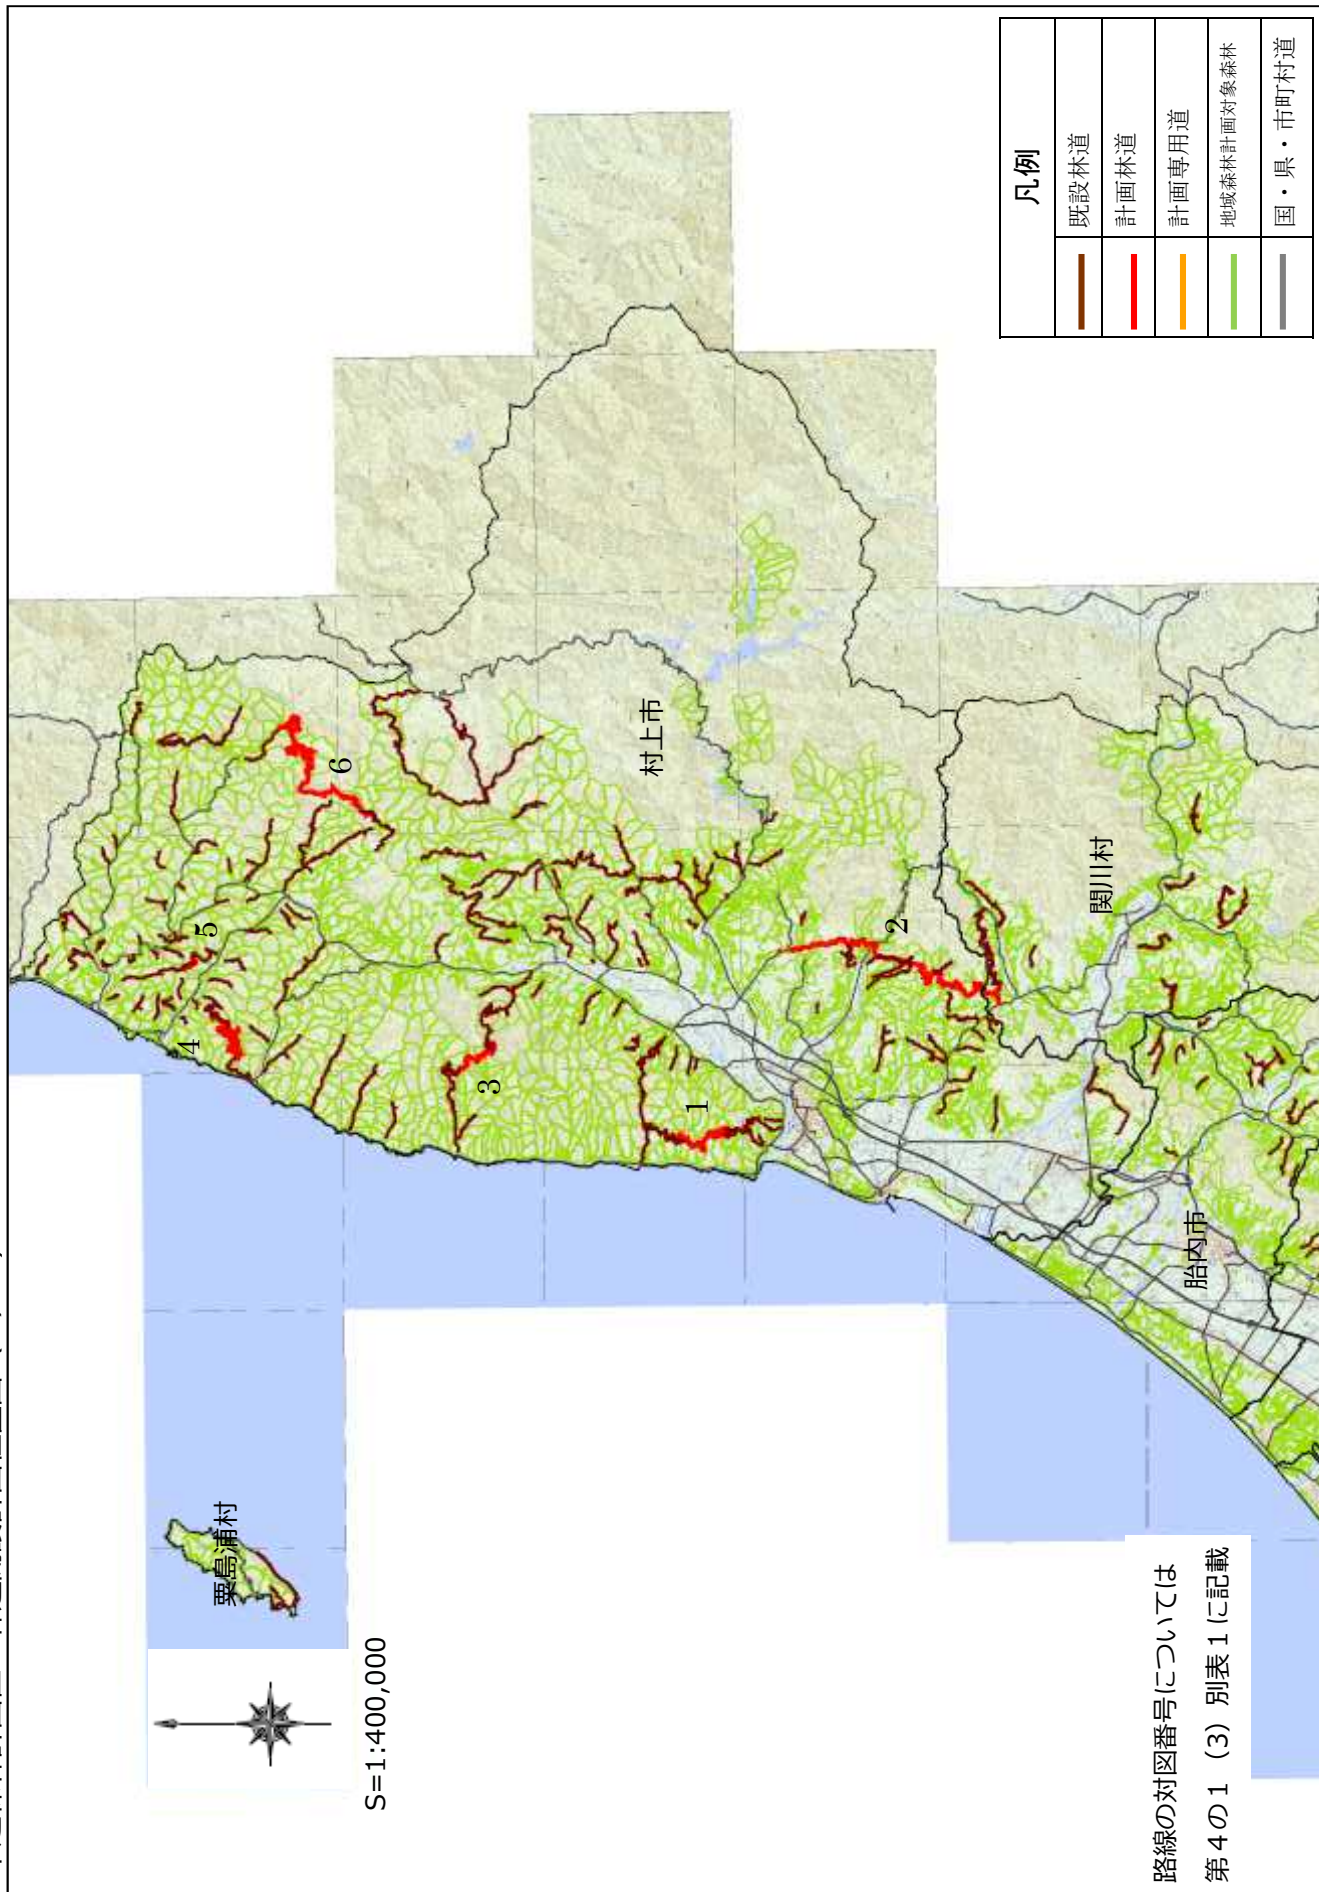 凡例
既設林道
計画林道
計画専用道
地域森林計画対象森林
国・県・市町村道
粟島浦村
S=1:400,000
村上市
関川村
胎内市
1
2
3
4
5
6
路線の対図番号については
第4の1（3）別表1に記載